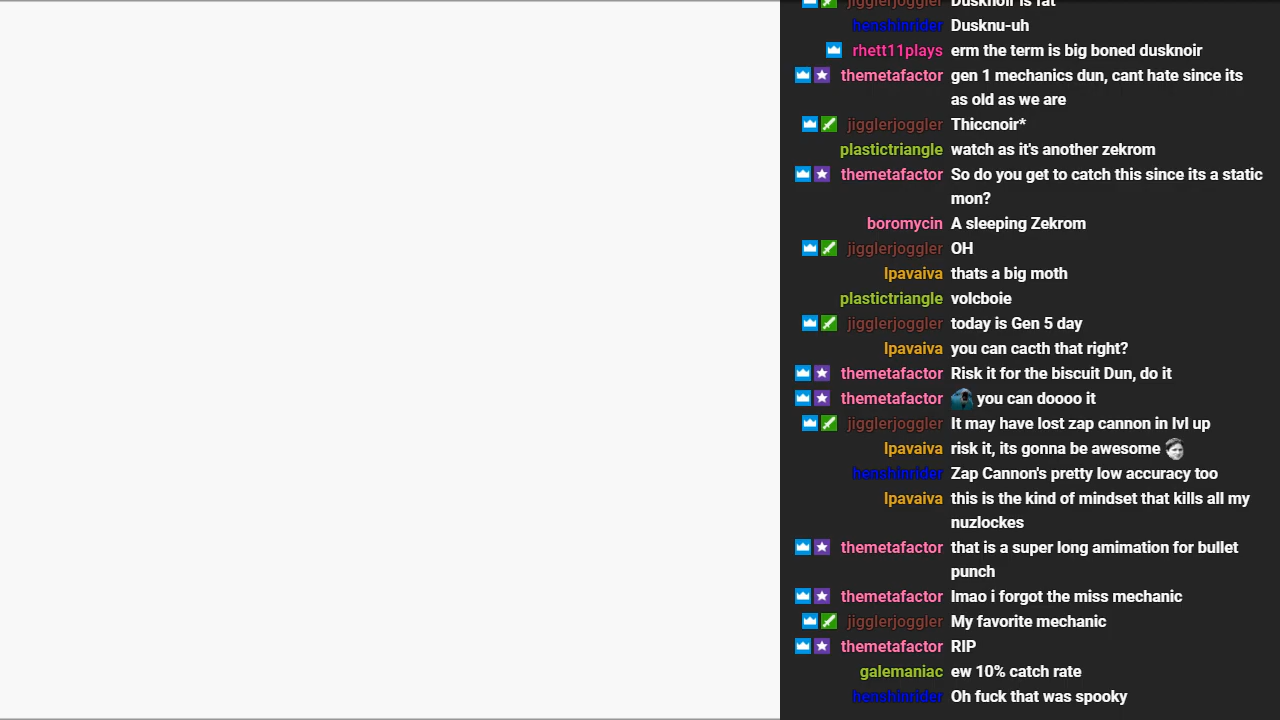 jigglerjoggler Dusknoir is fat
henshinrider Dusknu-uh
rhett11plays erm the term is big boned dusknoir
themetafactor gen 1 mechanics dun, cant hate since its
as old as we are
jigglerjoggler Thiccnoir*
plastictriangle watch as it's another zekrom
themetafactor So do you get to catch this since its a static
mon?
boromycin A sleeping Zekrom
jigglerjoggler OH
lpavaiva thats a big moth
plastictriangle volcboie
jigglerjoggler today is Gen 5 day
lpavaiva you can cacth that right?
themetafactor Risk it for the biscuit Dun, do it
themetafactor you can doooo it
jigglerjoggler It may have lost zap cannon in lvl up
lpavaiva risk it, its gonna be awesome
henshinrider Zap Cannon's pretty low accuracy too
lpavaiva this is the kind of mindset that kills all my
nuzlockes
themetafactor that is a super long amimation for bullet
punch
themetafactor lmao i forgot the miss mechanic
jigglerjoggler My favorite mechanic
themetafactor RIP
galemaniac ew 10% catch rate
henshinrider Oh fuck that was spooky